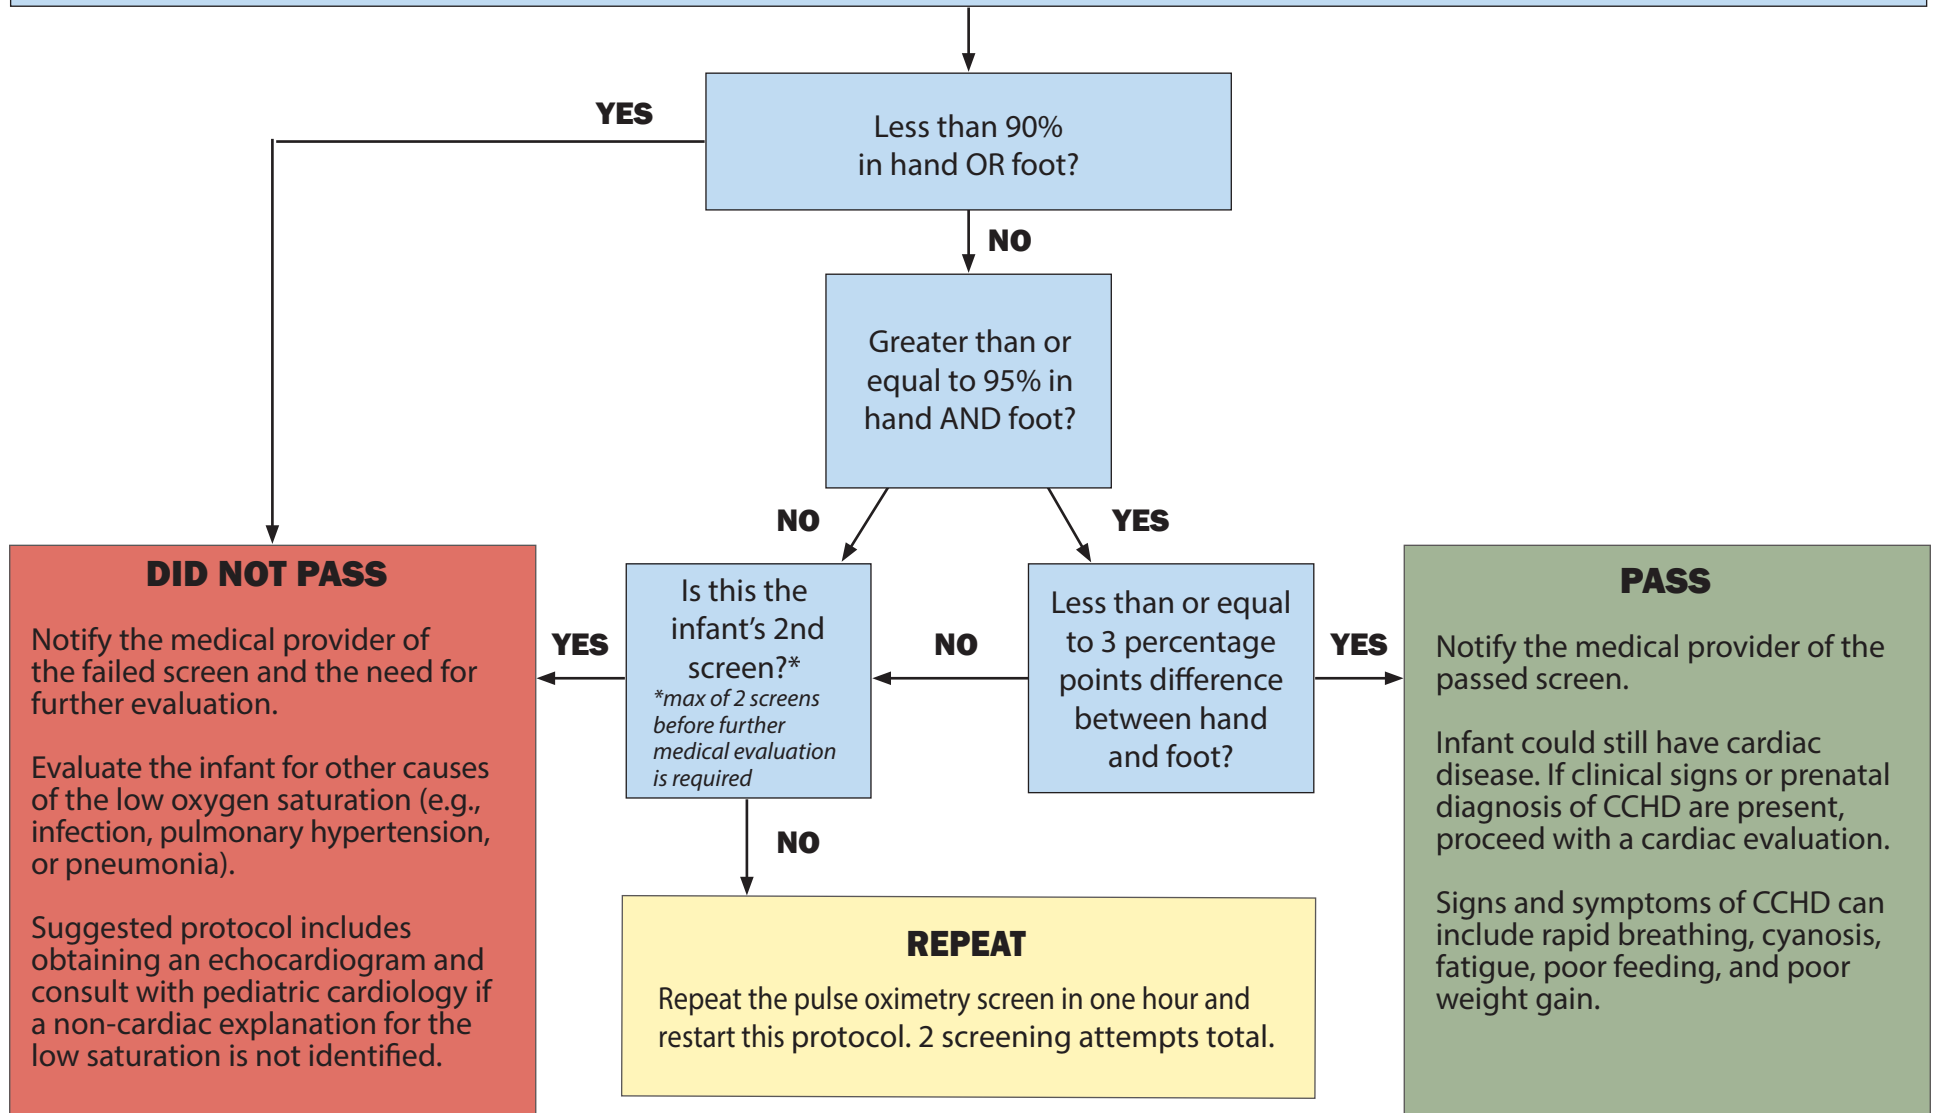 YES
Less than 90%
in hand OR foot?
NO
Greater than or
equal to 95% in
hand AND foot?
NO
YES
DID NOT PASS
Notify the medical provider of
the failed screen and the need for
further evaluation.
Evaluate the infant for other causes
of the low oxygen saturation (e.g.,
infection, pulmonary hypertension,
or pneumonia).
Suggested protocol includes
obtaining an echocardiogram and
consult with pediatric cardiology if
a non-cardiac explanation for the
low saturation is not identified.
YES
Is this the
infant's 2nd
screen?*
*max of 2 screens
before further
medical evaluation
is required
NO
Less than or equal
to 3 percentage
points difference
between hand
and foot?
YES
PASS
Notify the medical provider of the
passed screen.
Infant could still have cardiac
disease. If clinical signs or prenatal
diagnosis of CCHD are present,
proceed with a cardiac evaluation.
Signs and symptoms of CCHD can
include rapid breathing, cyanosis,
fatigue, poor feeding, and poor
weight gain.
NO
REPEAT
Repeat the pulse oximetry screen in one hour and
restart this protocol. 2 screening attempts total.